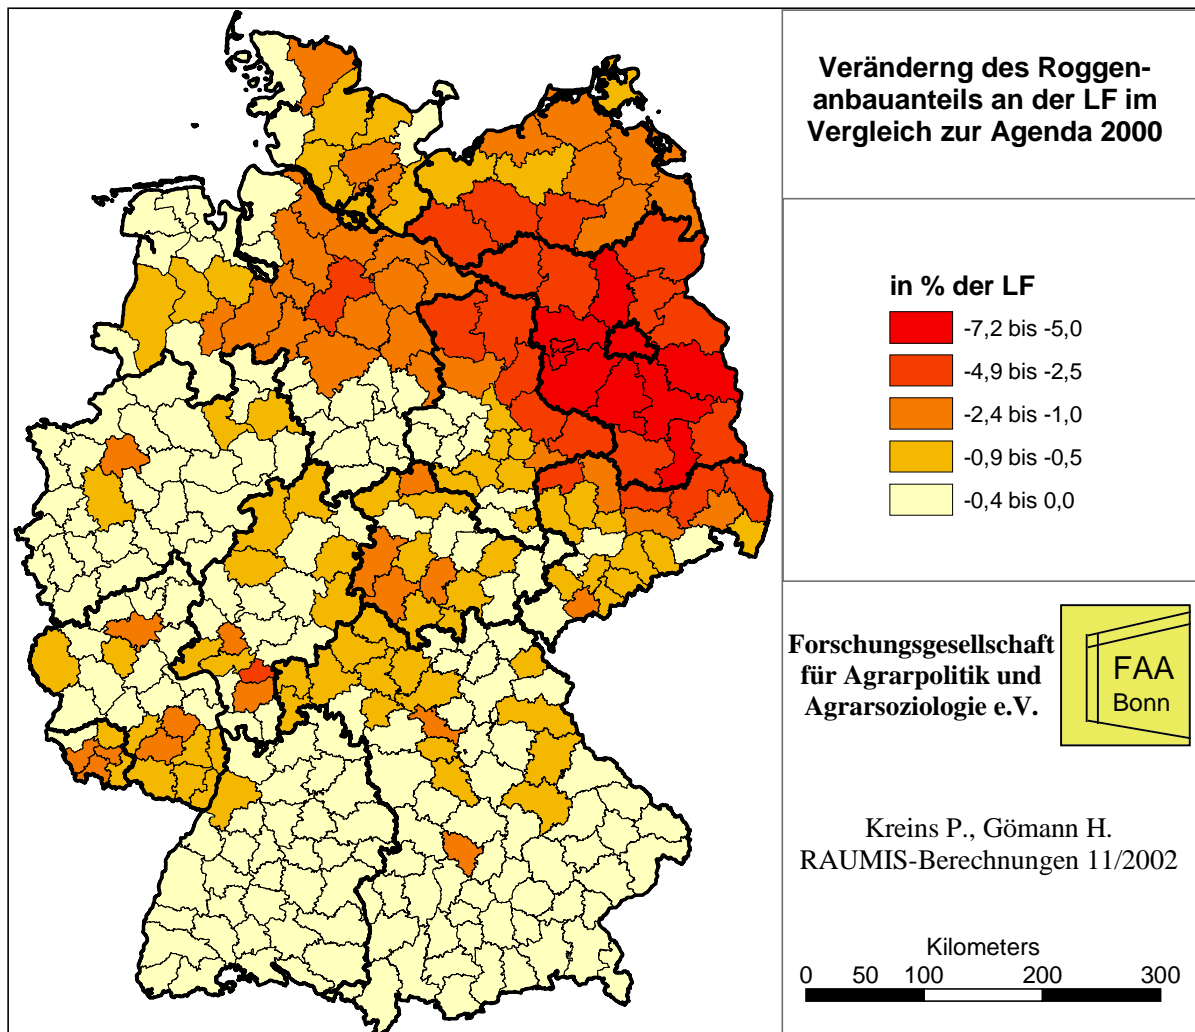 Veränderng des Roggen-
anbauanteils an der LF im
Vergleich zur Agenda 2000
in % der LF
-7,2 bis -5,0
-4,9 bis -2,5
-2,4 bis -1,0
-0,9 bis -0,5
-0,4 bis 0,0
Forschungsgesellschaft
für Agrarpolitik und
Agrarsoziologie e.V.
FAA
Bonn
Kreins P., Gömann H.
RAUMIS-Berechnungen 11/2002
Kilometers
0 50 100 200 300